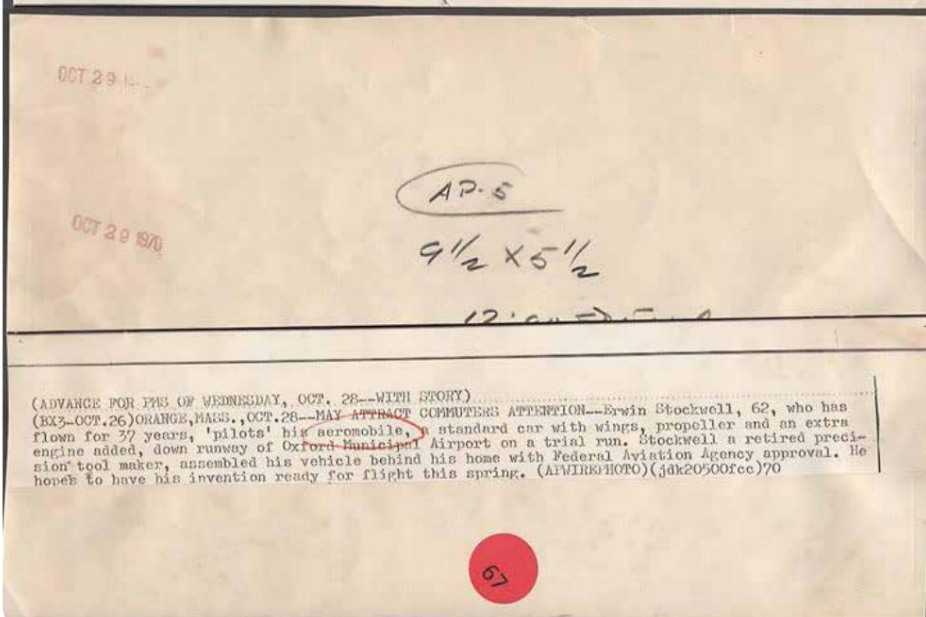 OCT 29
OCT 29 1970
AP-5
9 1/2 X 5 1/2
(ADVANCE FOR PMS OF WEDNESDAY, OCT. 28--WITH STORY)
(BX3-OCT.26)ORANGE,MASS.,OCT.28--MAY ATTRACT COMMUTERS ATTENTION--Erwin Stockwell, 62, who has
flown for 37 years, 'pilots' his aeromobile, a standard car with wings, propeller and an extra
engine added, down runway of Oxford Municipal Airport on a trial run. Stockwell a retired preci-
sion tool maker, assembled his vehicle behind his home with Federal Aviation Agency approval. He
hopes to have his invention ready for flight this spring. (APWIREPHOTO)(jdk20500fcc)70
67